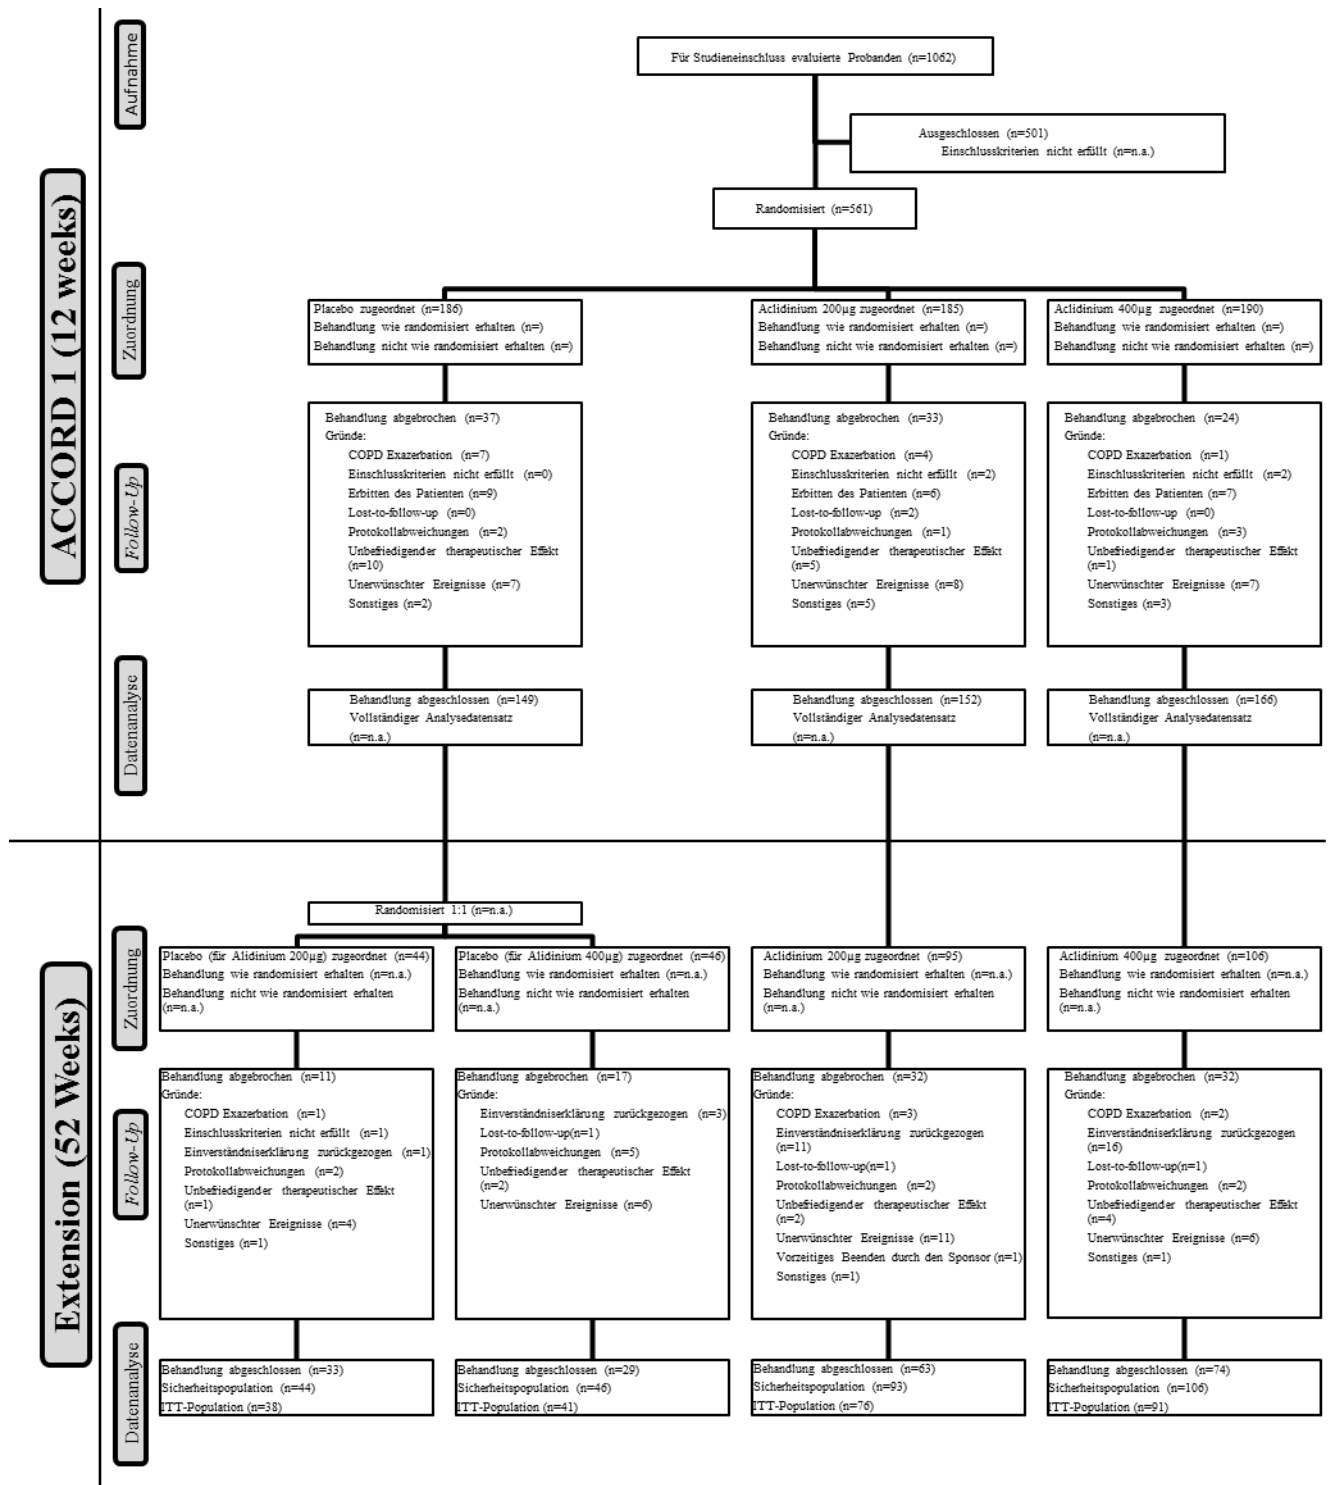 Aufnahme
Für Studieneinschluss evaluierte Probanden (n=1062)
Ausgeschlossen (n=501)
Einschlusskriterien nicht erfüllt (n=n.a.)
Randomisiert (n=561)
ACCORD 1 (12 weeks)
Zuordnung
Placebo zugeordnet (n=186)
Behandlung wie randomisiert erhalten (n=)
Behandlung nicht wie randomisiert erhalten (n=)
Aclidinium 200µg zugeordnet (n=185)
Behandlung wie randomisiert erhalten (n=)
Behandlung nicht wie randomisiert erhalten (n=)
Aclidinium 400µg zugeordnet (n=190)
Behandlung wie randomisiert erhalten (n=)
Behandlung nicht wie randomisiert erhalten (n=)
Follow-Up
Behandlung abgebrochen (n=37)
Gründe:
COPD Exazerbation (n=7)
Einschlusskriterien nicht erfüllt (n=0)
Erbitten des Patienten (n=9)
Lost-to-follow-up (n=0)
Protokollabweichungen (n=2)
Unbefriedigender therapeutischer Effekt
(n=10)
Unerwünschter Ereignisse (n=7)
Sonstiges (n=2)
Behandlung abgebrochen (n=33)
Gründe:
COPD Exazerbation (n=4)
Einschlusskriterien nicht erfüllt (n=2)
Erbitten des Patienten (n=6)
Lost-to-follow-up (n=2)
Protokollabweichungen (n=1)
Unbefriedigender therapeutischer Effekt
(n=5)
Unerwünschter Ereignisse (n=8)
Sonstiges (n=5)
Behandlung abgebrochen (n=24)
Gründe:
COPD Exazerbation (n=1)
Einschlusskriterien nicht erfüllt (n=2)
Erbitten des Patienten (n=7)
Lost-to-follow-up (n=0)
Protokollabweichungen (n=3)
Unbefriedigender therapeutischer Effekt
(n=1)
Unerwünschter Ereignisse (n=7)
Sonstiges (n=3)
Datenanalyse
Behandlung abgeschlossen (n=149)
Vollständiger Analysedatensatz
(n=n.a.)
Behandlung abgeschlossen (n=152)
Vollständiger Analysedatensatz
(n=n.a.)
Behandlung abgeschlossen (n=166)
Vollständiger Analysedatensatz
(n=n.a.)
Extension (52 Weeks)
Randomisiert 1:1 (n=n.a.)
Zuordnung
Placebo (für Alidinium 200µg) zugeordnet (n=44)
Behandlung wie randomisiert erhalten (n=n.a.)
Behandlung nicht wie randomisiert erhalten
(n=n.a.)
Placebo (für Alidinium 400µg) zugeordnet (n=46)
Behandlung wie randomisiert erhalten (n=n.a.)
Behandlung nicht wie randomisiert erhalten
(n=n.a.)
Aclidinium 200µg zugeordnet (n=95)
Behandlung wie randomisiert erhalten (n=n.a.)
Behandlung nicht wie randomisiert erhalten
(n=n.a.)
Aclidinium 400µg zugeordnet (n=106)
Behandlung wie randomisiert erhalten (n=n.a.)
Behandlung nicht wie randomisiert erhalten
(n=n.a.)
Follow-Up
Behandlung abgebrochen (n=11)
Gründe:
COPD Exazerbation (n=1)
Einschlusskriterien nicht erfüllt (n=1)
Einverständniserklärung zurückgezogen (n=1)
Protokollabweichungen (n=2)
Unbefriedigender therapeutischer Effekt
(n=1)
Unerwünschter Ereignisse (n=4)
Sonstiges (n=1)
Behandlung abgebrochen (n=17)
Gründe:
Einverständniserklärung zurückgezogen (n=3)
Lost-to-follow-up(n=1)
Protokollabweichungen (n=5)
Unbefriedigender therapeutischer Effekt
(n=2)
Unerwünschter Ereignisse (n=6)
Behandlung abgebrochen (n=32)
Gründe:
COPD Exazerbation (n=3)
Einverständniserklärung zurückgezogen
(n=11)
Lost-to-follow-up(n=1)
Protokollabweichungen (n=2)
Unbefriedigender therapeutischer Effekt
(n=2)
Unerwünschter Ereignisse (n=11)
Vorzeitiges Beenden durch den Sponsor (n=1)
Sonstiges (n=1)
Behandlung abgebrochen (n=32)
Gründe:
COPD Exazerbation (n=2)
Einverständniserklärung zurückgezogen
(n=16)
Lost-to-follow-up(n=1)
Protokollabweichungen (n=2)
Unbefriedigender therapeutischer Effekt
(n=4)
Unerwünschter Ereignisse (n=6)
Sonstiges (n=1)
Datenanalyse
Behandlung abgeschlossen (n=33)
Sicherheitspopulation (n=44)
ITT-Population (n=38)
Behandlung abgeschlossen (n=29)
Sicherheitspopulation (n=46)
ITT-Population (n=41)
Behandlung abgeschlossen (n=63)
Sicherheitspopulation (n=93)
ITT-Population (n=76)
Behandlung abgeschlossen (n=74)
Sicherheitspopulation (n=106)
ITT-Population (n=91)